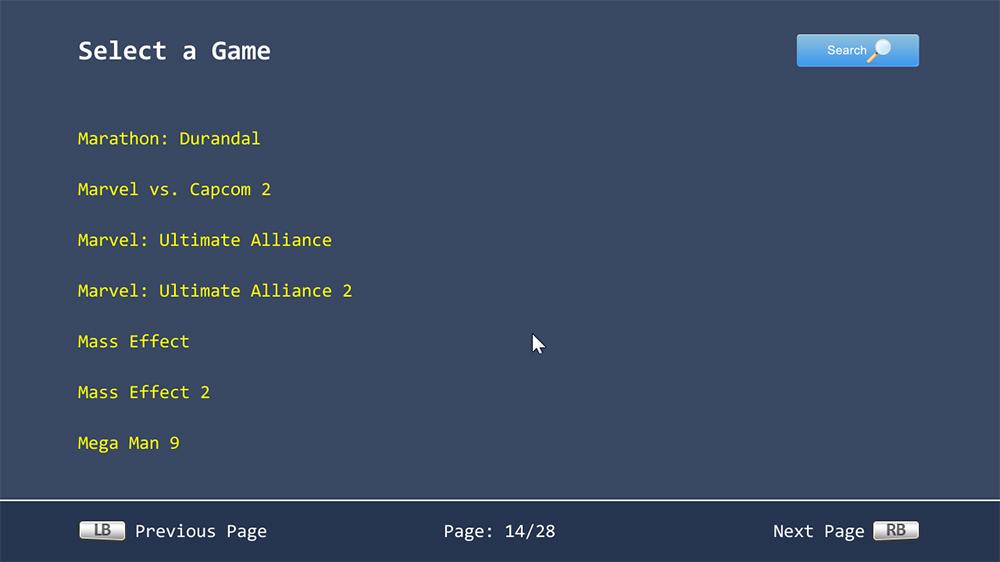 Select a Game
Search
Marathon: Durandal
Marvel vs. Capcom 2
Marvel: Ultimate Alliance
Marvel: Ultimate Alliance 2
Mass Effect
Mass Effect 2
Mega Man 9
LB Previous Page Page: 14/28 Next Page RB